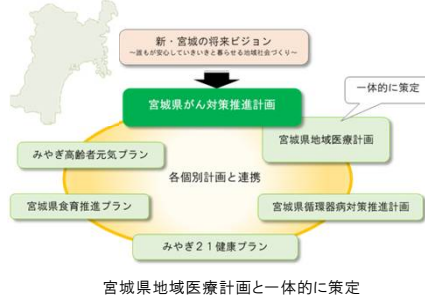 新・宮城の将来ビジョン
～誰もが安心していきいきと暮らせる地域社会づくり～
宮城県がん対策推進計画
一体的に策定
宮城県地域医療計画
みやぎ高齢者元気プラン
各個別計画と連携
宮城県食育推進プラン
宮城県循環器病対策推進計画
みやぎ２１健康プラン
宮城県地域医療計画と一体的に策定